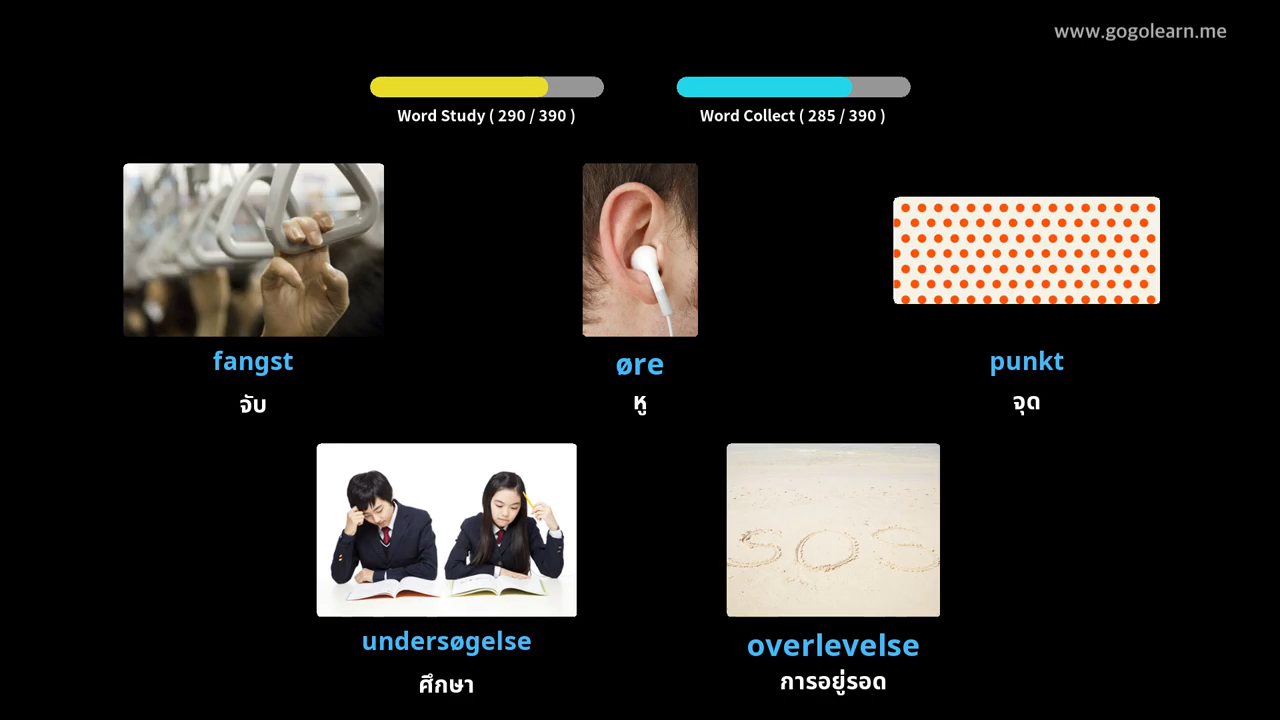 www.gogolearn.me
Word Study ( 290 / 390 )
Word Collect ( 285 / 390 )
fangst
จับ
øre
หู
punkt
จุด
SOS
undersøgelse
ศึกษา
overlevelse
การอยู่รอด